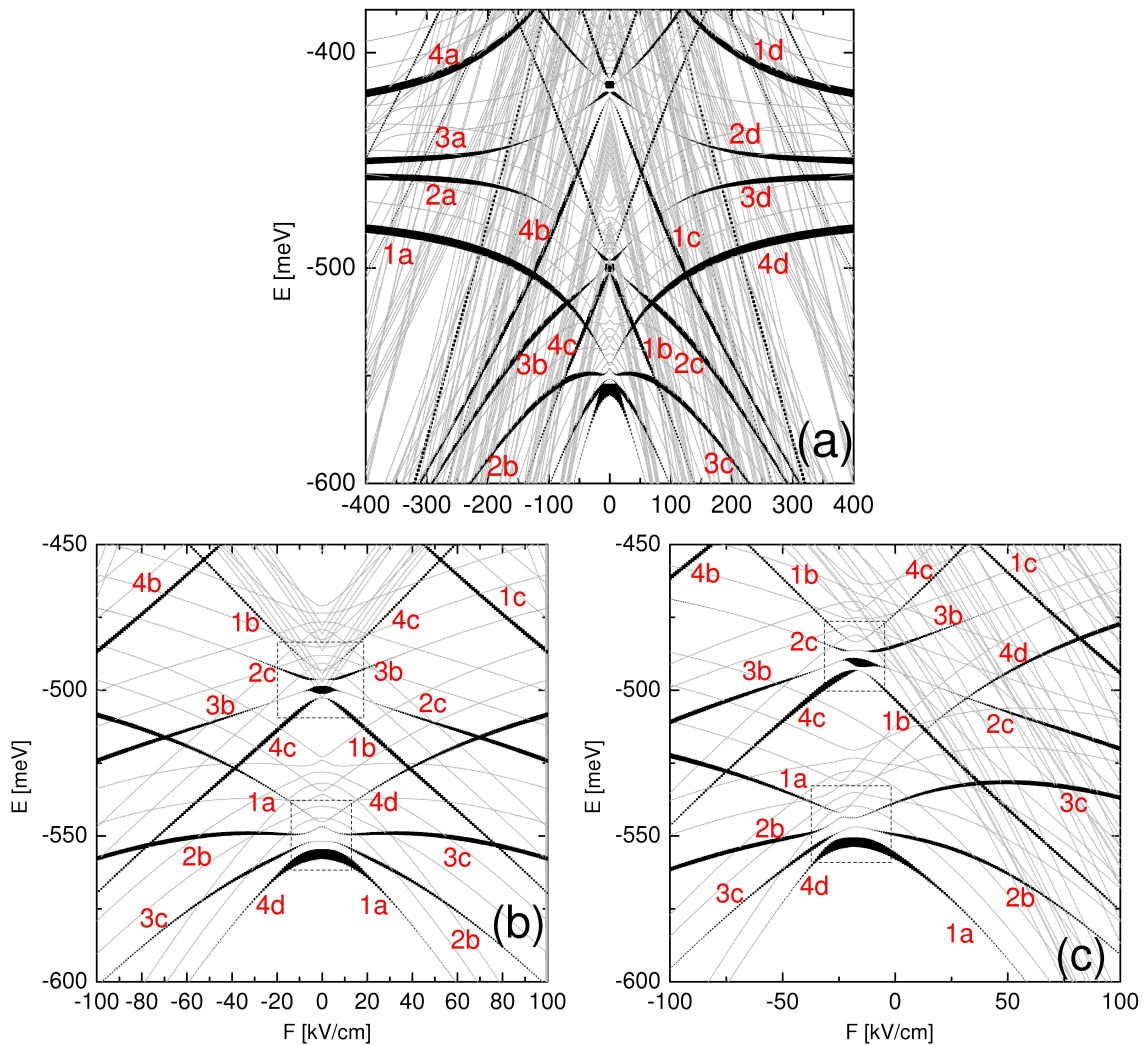 -400
-500
-600
E [meV]
4a
1d
3a
2d
2a
3d
4b
1c
1a
4d
4c
1b
3b
2c
2b
3c
(a)
-400 -300 -200 -100 0 100 200 300 400
-450
-500
-550
-600
E [meV]
4b
1c
1b
4c
2c
3b
3b
2c
4c
1b
1a
4d
2b
3c
3c
4d
1a
2b
(b)
-100 -80 -60 -40 -20 0 20 40 60 80 100
F [kV/cm]
-450
-500
-550
-600
E [meV]
4b
1b
4c
1c
3b
2c
4d
3b
4c
1b
2c
1a
2b
3c
3c
4d
2b
1a
(c)
-100 -50 0 50 100
F [kV/cm]